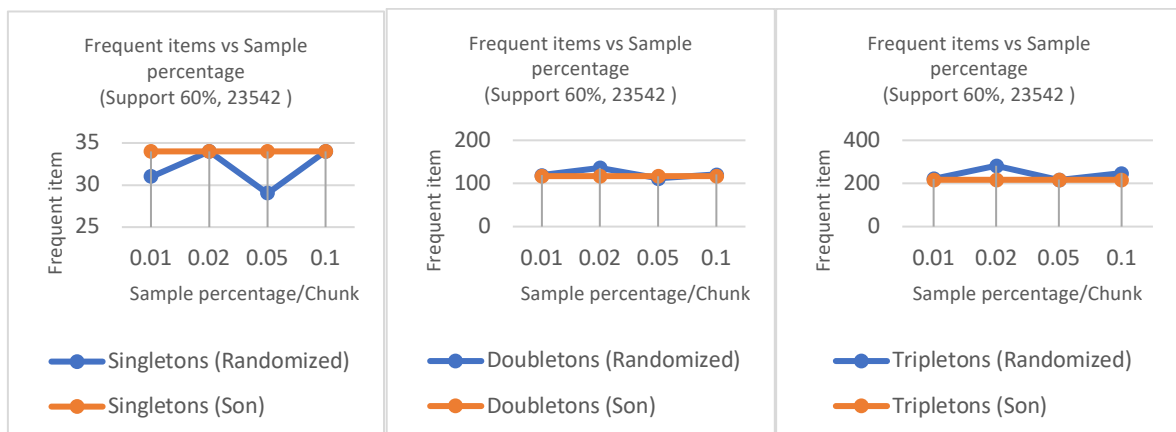 Frequent items vs Sample
percentage
(Support 60%, 23542 )
35
30
25
Frequent item
0.01 0.02 0.05 0.1
Sample percentage/Chunk
Singletons (Randomized)
Singletons (Son)
Frequent items vs Sample
percentage
(Support 60%, 23542 )
200
100
0
Frequent item
0.01 0.02 0.05 0.1
Sample percentage/Chunk
Doubletons (Randomized)
Doubletons (Son)
Frequent items vs Sample
percentage
(Support 60%, 23542 )
400
200
0
Frequent item
0.01 0.02 0.05 0.1
Sample percentage/Chunk
Tripletons (Randomized)
Tripletons (Son)